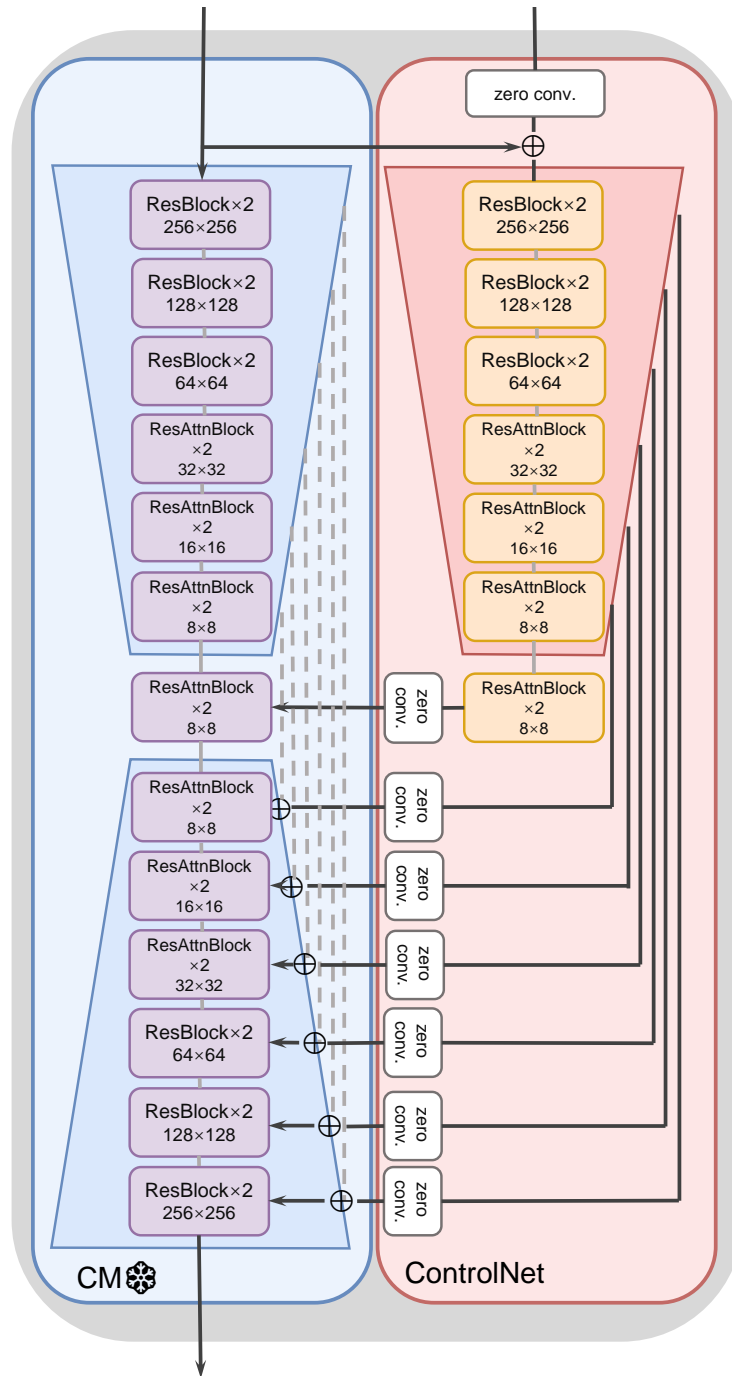 zero conv.
ResBlock×2
256×256
ResBlock×2
128×128
ResBlock×2
64×64
ResAttnBlock
×2
32×32
ResAttnBlock
×2
16×16
ResAttnBlock
×2
8×8
ResAttnBlock
×2
8×8
ResAttnBlock
×2
8×8
ResAttnBlock
×2
16×16
ResAttnBlock
×2
32×32
ResBlock×2
64×64
ResBlock×2
128×128
ResBlock×2
256×256
CM
ResBlock×2
256×256
ResBlock×2
128×128
ResBlock×2
64×64
ResAttnBlock
×2
32×32
ResAttnBlock
×2
16×16
ResAttnBlock
×2
8×8
ResAttnBlock
×2
8×8
zero
conv.
zero
conv.
zero
conv.
zero
conv.
zero
conv.
zero
conv.
zero
conv.
ControlNet